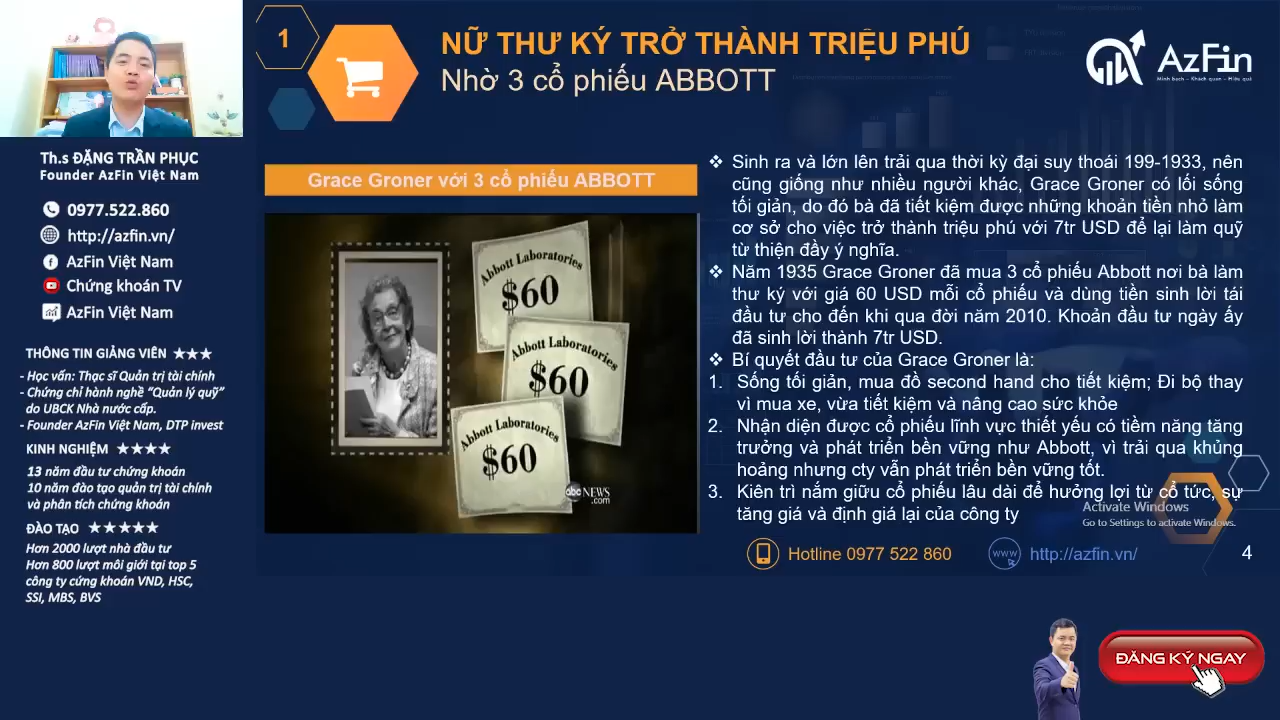 Th.s ĐẶNG TRẦN PHỤC
Founder AzFin Việt Nam
0977.522.860
http://azfin.vn/
AzFin Việt Nam
Chứng khoán TV
AzFin Việt Nam
THÔNG TIN GIẢNG VIÊN ★★★
- Học vấn: Thạc sĩ Quản trị tài chính
- Chứng chỉ hành nghề "Quản lý quỹ"
do UBCK Nhà nước cấp.
- Founder AzFin Việt Nam, DTP invest
KINH NGHIỆM ★★★★
13 năm đầu tư chứng khoán
10 năm đào tạo quản trị tài chính
và phân tích chứng khoán
ĐÀO TẠO ★★★★★
Hơn 2000 lượt nhà đầu tư
Hơn 800 lượt môi giới tại top 5
công ty cứng khoán VND, HSC,
SSI, MBS, BVS
1
NỮ THƯ KÝ TRỞ THÀNH TRIỆU PHÚ
Nhờ 3 cổ phiếu ABBOTT
AzFin
Minh bạch - Khách quan - Hiệu quả
Grace Groner với 3 cổ phiếu ABBOTT
Abbott Laboratories
$60
Abbott Laboratories
$60
Abbott Laboratories
$60
abc NEWS
.com
❖ Sinh ra và lớn lên trải qua thời kỳ đại suy thoái 199-1933, nên
cũng giống như nhiều người khác, Grace Groner có lối sống
tối giản, do đó bà đã tiết kiệm được những khoản tiền nhỏ làm
cơ sở cho việc trở thành triệu phú với 7tr USD để lại làm quỹ
từ thiện đầy ý nghĩa.
❖ Năm 1935 Grace Groner đã mua 3 cổ phiếu Abbott nơi bà làm
thư ký với giá 60 USD mỗi cổ phiếu và dùng tiền sinh lời tái
đầu tư cho đến khi qua đời năm 2010. Khoản đầu tư ngày ấy
đã sinh lời thành 7tr USD.
❖ Bí quyết đầu tư của Grace Groner là:
1. Sống tối giản, mua đồ second hand cho tiết kiệm; Đi bộ thay
vì mua xe, vừa tiết kiệm và nâng cao sức khỏe
2. Nhận diện được cổ phiếu lĩnh vực thiết yếu có tiềm năng tăng
trưởng và phát triển bền vững như Abbott, vì trải qua khủng
hoảng nhưng cty vẫn phát triển bền vững tốt.
3. Kiên trì nắm giữu cổ phiếu lâu dài để hưởng lợi từ cổ tức, sự
tăng giá và định giá lại của công ty
Activate Windows
Go to Settings to activate Windows.
Hotline 0977 522 860
www
http://azfin.vn/
4
ĐĂNG KÝ NGAY